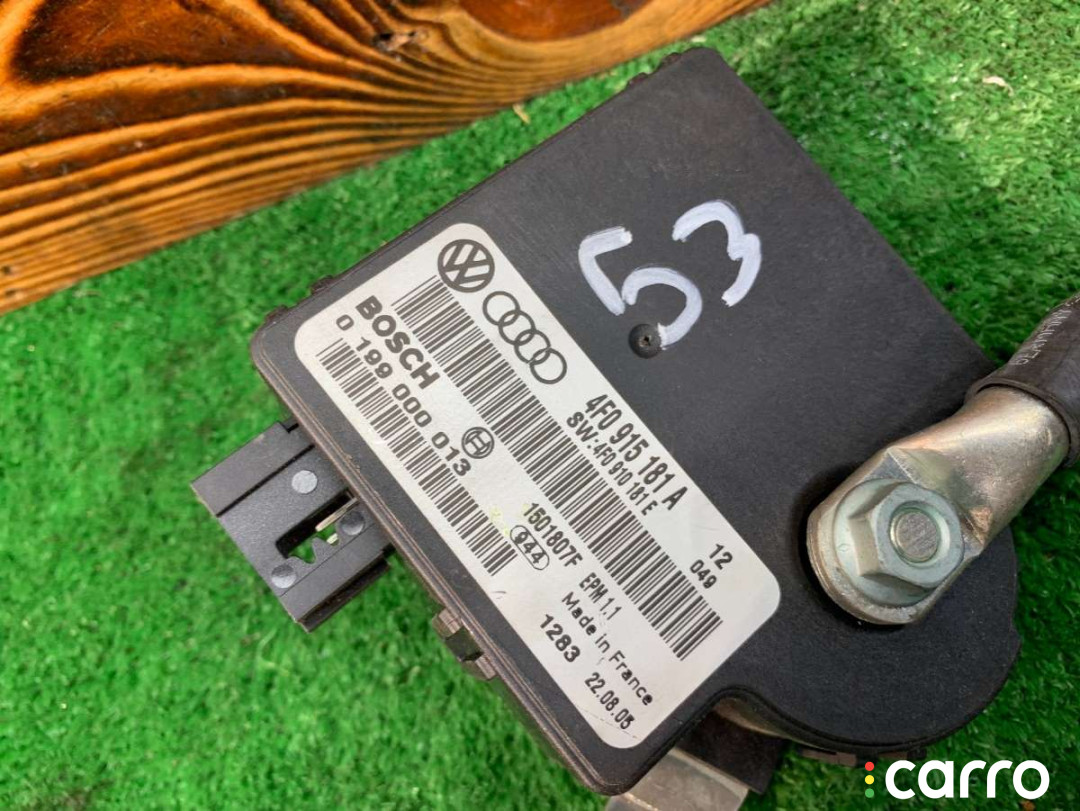 53
4F0 915 181 A
SW:4F0 910 181E
12
049
BOSCH
0 199 000 013
1501807F EPM 1.1
944
Made in France
1283 22.08.05
carro